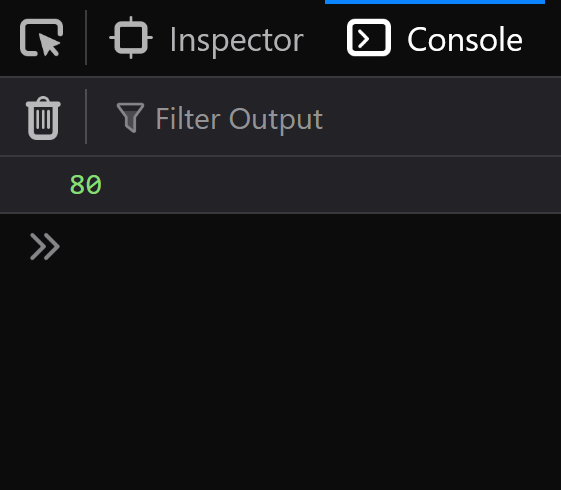 Inspector Console
Filter Output
80